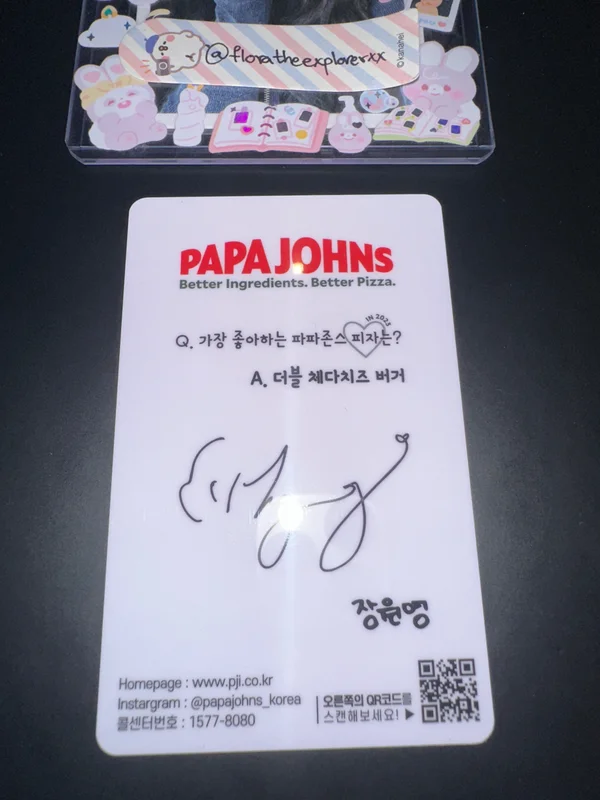 @floratheexplorerxx
©kanahei
PAPA JOHNS
Better Ingredients. Better Pizza.
IN 2023
Q. 가장 좋아하는 파파존스 피자는?
A. 더블 체다치즈 버거
장원영
Homepage : www.pji.co.kr
Instargram : @papajohns_korea
콜센터번호 : 1577-8080
오른쪽의 QR코드를
스캔해보세요! ▶